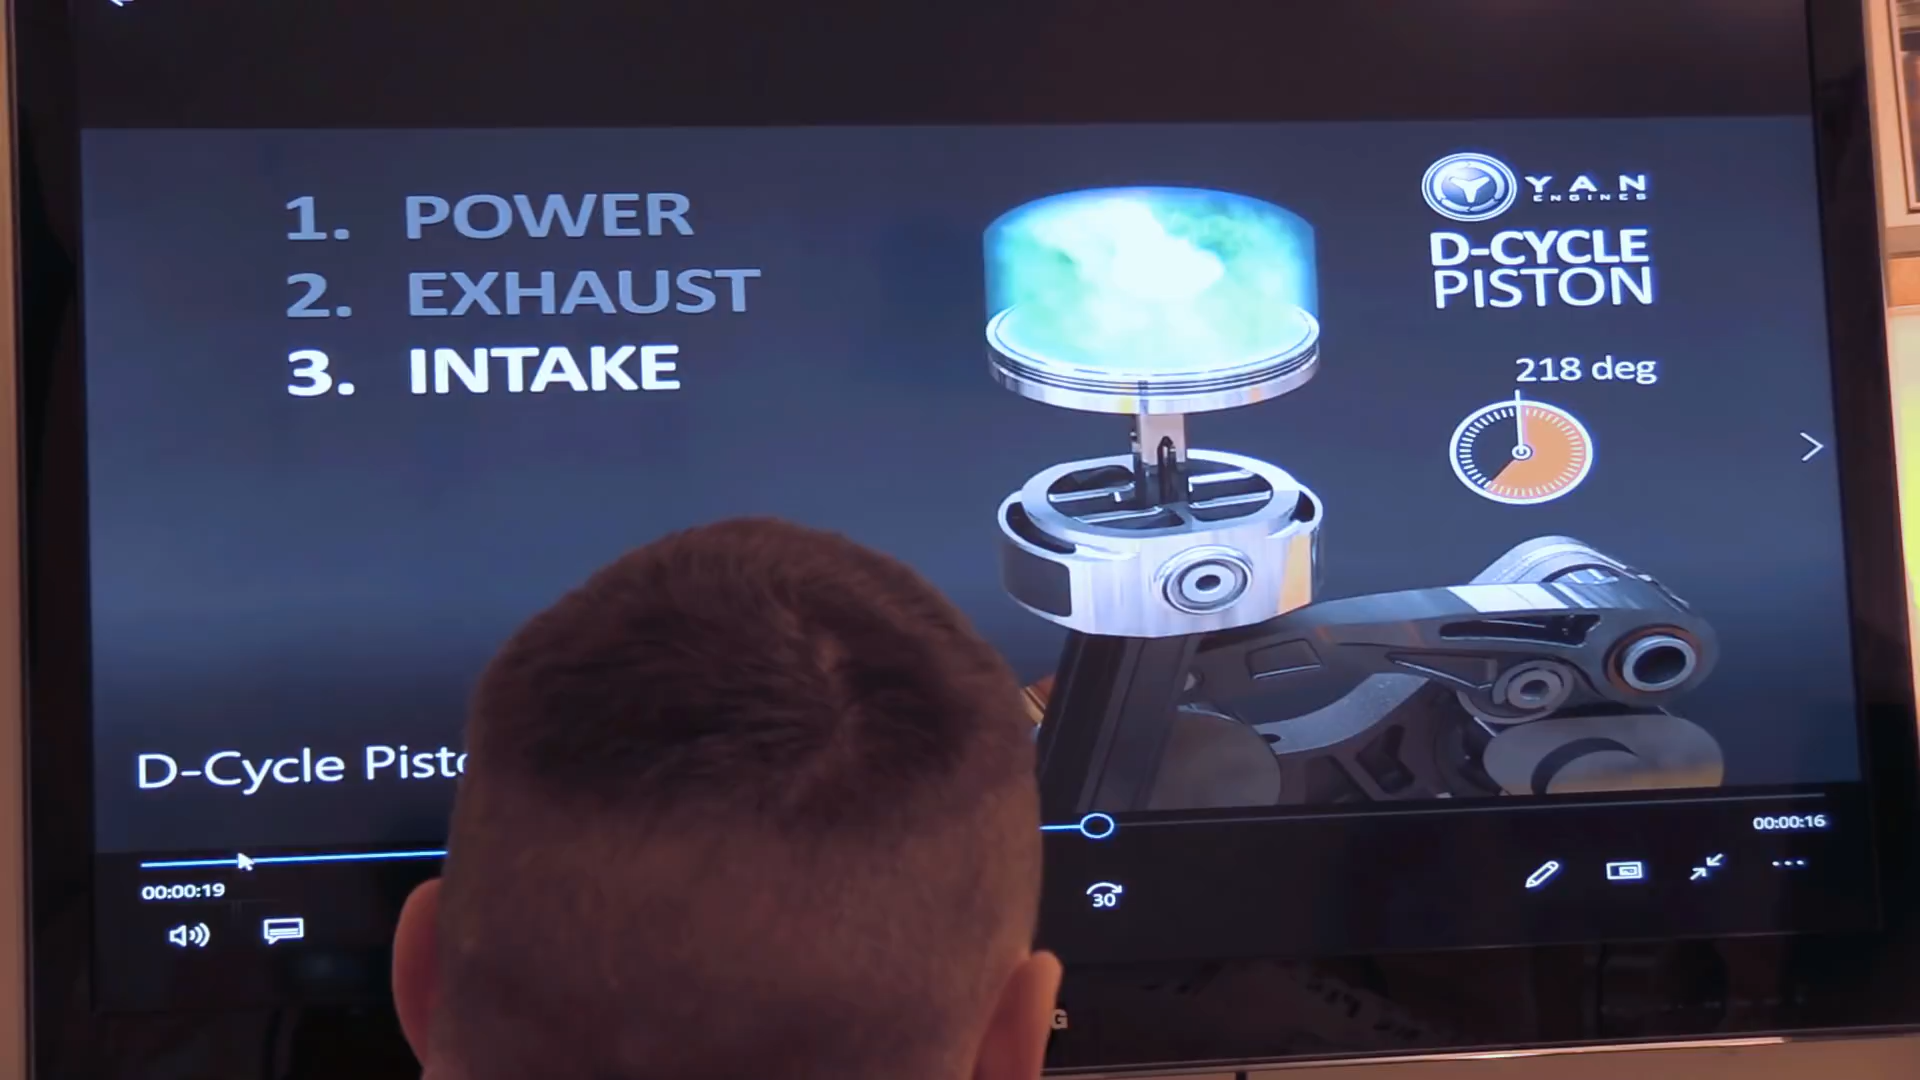 1. POWER
2. EXHAUST
3. INTAKE
YAN
ENGINES
D-CYCLE
PISTON
218 deg
D-Cycle
00:00:16
00:00:19
30